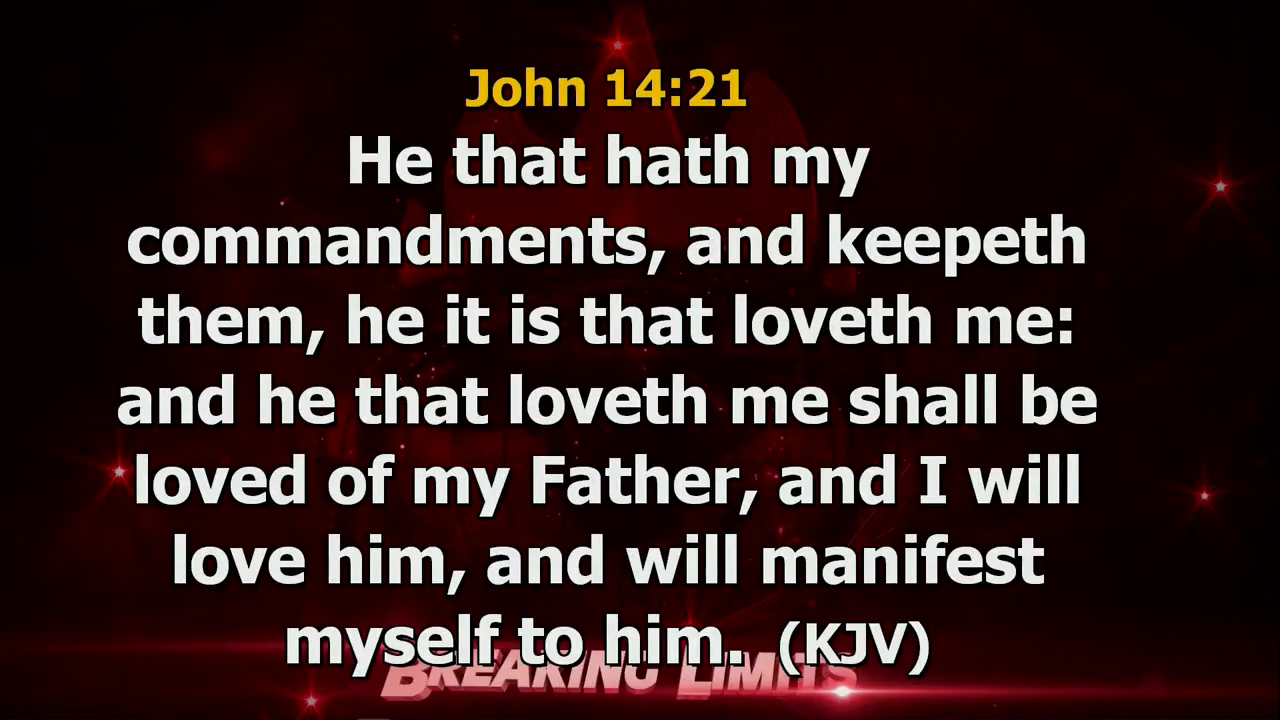 John 14:21
He that hath my
commandments, and keepeth
them, he it is that loveth me:
and he that loveth me shall be
loved of my Father, and I will
love him, and will manifest
myself to him. (KJV)
BREAKING LIMITS